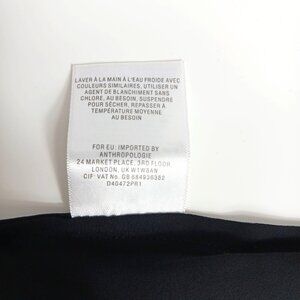 LAVER À LA MAIN À L'EAU FROIDE AVEC
COULEURS SIMILAIRES, UTILISER UN
AGENT DE BLANCHIMENT SANS
CHLORE, AU BESOIN, SUSPENDRE
POUR SÉCHER, REPASSER À
TEMPÉRATURE MOYENNE
AU BESOIN
FOR EU: IMPORTED BY
ANTHROPOLOGIE
24 MARKET PLACE, 3RD FLOOR,
LONDON, UK W1W8AN
CIF VAT No. GB 684936382
D40472PR1